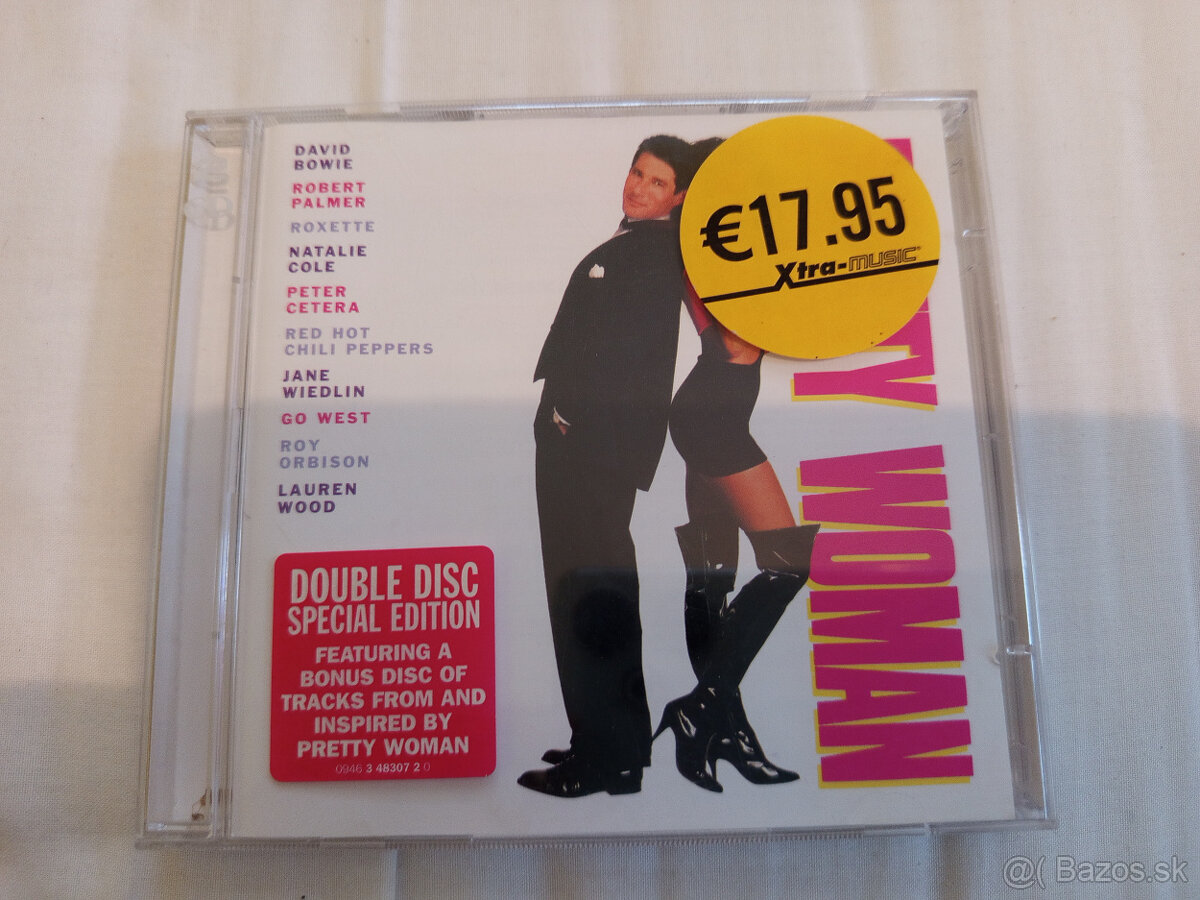 DAVID
BOWIE
ROBERT
PALMER
ROXETTE
NATALIE
COLE
PETER
CETERA
RED HOT
CHILI PEPPERS
JANE
WIEDLIN
GO WEST
ROY
ORBISON
LAUREN
WOOD
€17.95
Xtra-MUSIC
TTY WOMAN
DOUBLE DISC
SPECIAL EDITION
FEATURING A
BONUS DISC OF
TRACKS FROM AND
INSPIRED BY
PRETTY WOMAN
0946 3 48307 2 0
@( Bazos.sk